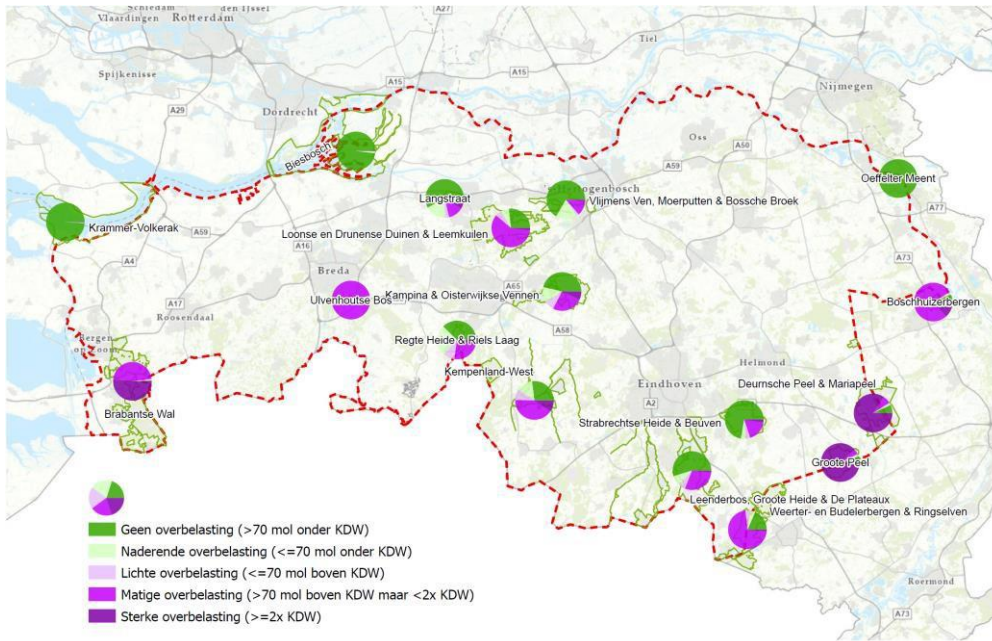 Schiedam
den IJssel
Vlaardingen
Rotterdam
A27
Tiel
A15
A15
Spijkenisse
Nijmegen
A29
Dordrecht
Oss
A50
Biesbosch
A59
's-Hertogenbosch
Oeffelter Meent
Langstraat
Vlijmens Ven, Moerputten & Bossche Broek
A77
Krammer-Volkerak
A59
Loonse en Drunense Duinen & Leemkuilen
A73
A4
A16
Breda
A65
Ulvenhoutse Bos
Kampina & Oisterwijkse Vennen
Boschhuizerbergen
A17
Roosendaal
A58
Bergen
op Zoom
Regte Heide & Riels Laag
Helmond
Kempenland-West
Eindhoven
Deurnsche Peel & Mariapeel
Brabantse Wal
A2
Strabrechtse Heide & Beuven
Groote Peel
Leenderbos, Groote Heide & De Plateaux
Weerter- en Budelerbergen & Ringselven
Geen overbelasting (>70 mol onder KDW)
Naderende overbelasting (<=70 mol onder KDW)
Lichte overbelasting (<=70 mol boven KDW)
Matige overbelasting (>70 mol boven KDW maar <2x KDW)
Sterke overbelasting (>=2x KDW)
Roermond
A73